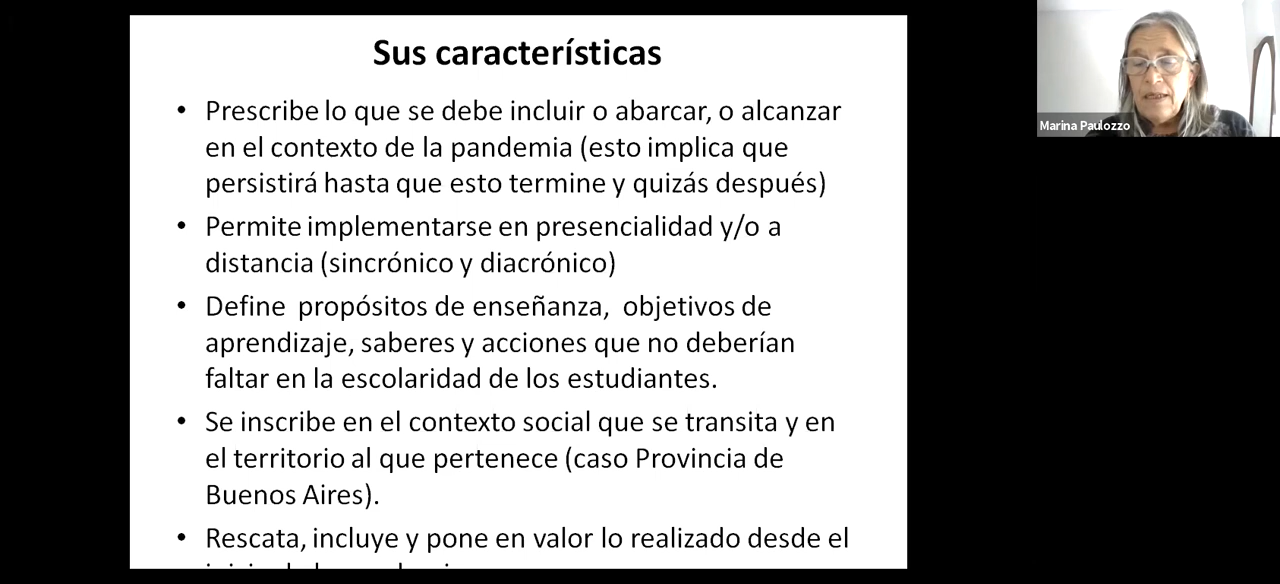 Sus características
• Prescribe lo que se debe incluir o abarcar, o alcanzar
en el contexto de la pandemia (esto implica que
persistirá hasta que esto termine y quizás después)
• Permite implementarse en presencialidad y/o a
distancia (sincrónico y diacrónico)
• Define propósitos de enseñanza, objetivos de
aprendizaje, saberes y acciones que no deberían
faltar en la escolaridad de los estudiantes.
• Se inscribe en el contexto social que se transita y en
el territorio al que pertenece (caso Provincia de
Buenos Aires).
• Rescata, incluye y pone en valor lo realizado desde el
Marina Paulozzo